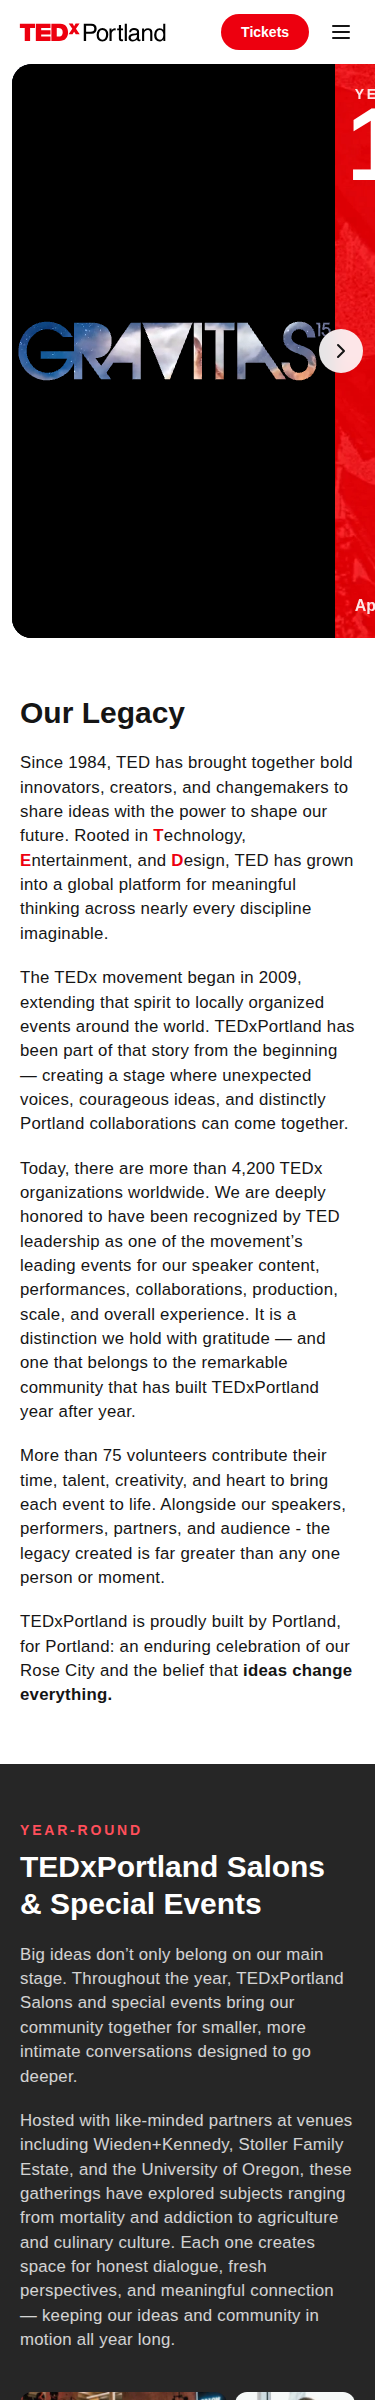 TEDxPortland
Tickets
GRAVITAS15
1
Our Legacy
Since 1984, TED has brought together bold
innovators, creators, and changemakers to
share ideas with the power to shape our
future. Rooted in Technology,
Entertainment, and Design, TED has grown
into a global platform for meaningful
thinking across nearly every discipline
imaginable.
The TEDx movement began in 2009,
extending that spirit to locally organized
events around the world. TEDxPortland has
been part of that story from the beginning
— creating a stage where unexpected
voices, courageous ideas, and distinctly
Portland collaborations can come together.
Today, there are more than 4,200 TEDx
organizations worldwide. We are deeply
honored to have been recognized by TED
leadership as one of the movement’s
leading events for our speaker content,
performances, collaborations, production,
scale, and overall experience. It is a
distinction we hold with gratitude — and
one that belongs to the remarkable
community that has built TEDxPortland
year after year.
More than 75 volunteers contribute their
time, talent, creativity, and heart to bring
each event to life. Alongside our speakers,
performers, partners, and audience - the
legacy created is far greater than any one
person or moment.
TEDxPortland is proudly built by Portland,
for Portland: an enduring celebration of our
Rose City and the belief that ideas change
everything.
YEAR-ROUND
TEDxPortland Salons
& Special Events
Big ideas don’t only belong on our main
stage. Throughout the year, TEDxPortland
Salons and special events bring our
community together for smaller, more
intimate conversations designed to go
deeper.
Hosted with like-minded partners at venues
including Wieden+Kennedy, Stoller Family
Estate, and the University of Oregon, these
gatherings have explored subjects ranging
from mortality and addiction to agriculture
and culinary culture. Each one creates
space for honest dialogue, fresh
perspectives, and meaningful connection
— keeping our ideas and community in
motion all year long.